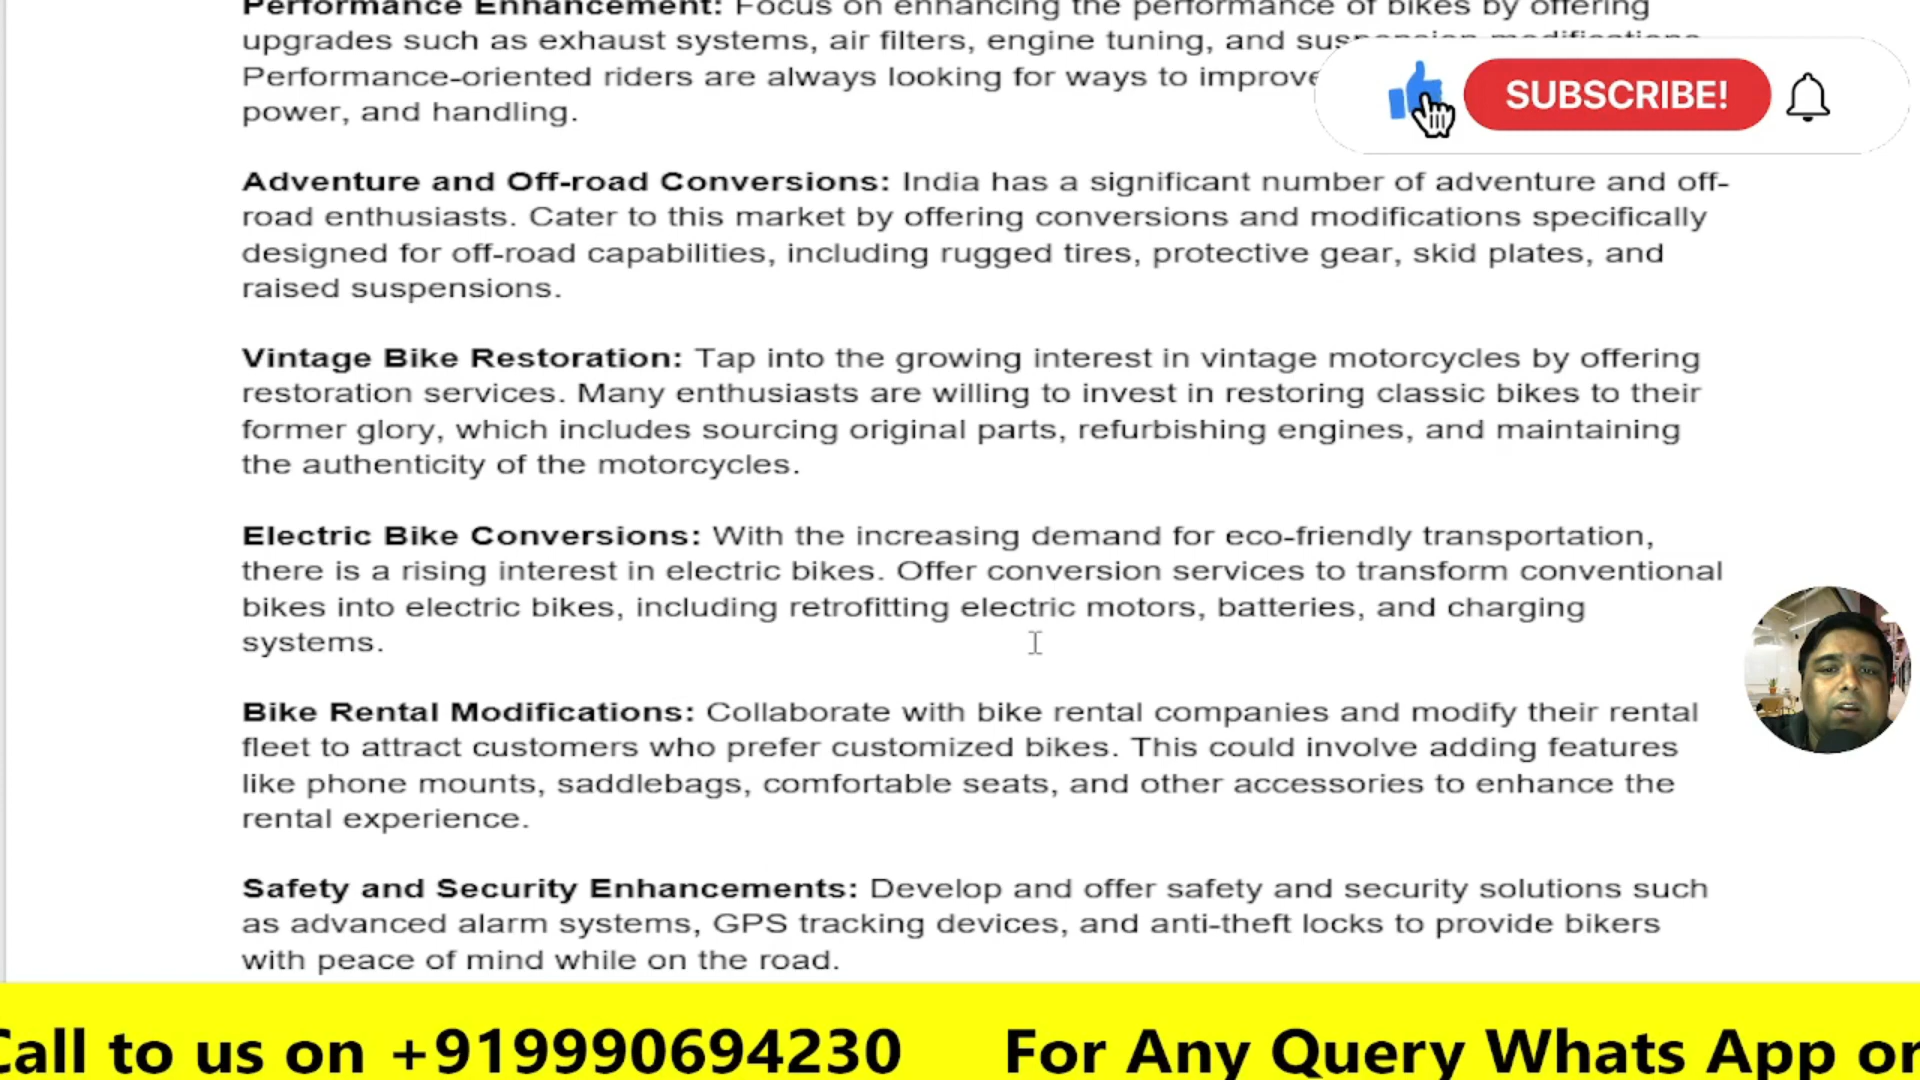 Performance Enhancement: Focus on enhancing the performance of bikes by offering
upgrades such as exhaust systems, air filters, engine tuning, and suspension modifications.
Performance-oriented riders are always looking for ways to improve
power, and handling.
SUBSCRIBE!
Adventure and Off-road Conversions: India has a significant number of adventure and off-
road enthusiasts. Cater to this market by offering conversions and modifications specifically
designed for off-road capabilities, including rugged tires, protective gear, skid plates, and
raised suspensions.
Vintage Bike Restoration: Tap into the growing interest in vintage motorcycles by offering
restoration services. Many enthusiasts are willing to invest in restoring classic bikes to their
former glory, which includes sourcing original parts, refurbishing engines, and maintaining
the authenticity of the motorcycles.
Electric Bike Conversions: With the increasing demand for eco-friendly transportation,
there is a rising interest in electric bikes. Offer conversion services to transform conventional
bikes into electric bikes, including retrofitting electric motors, batteries, and charging
systems.
Bike Rental Modifications: Collaborate with bike rental companies and modify their rental
fleet to attract customers who prefer customized bikes. This could involve adding features
like phone mounts, saddlebags, comfortable seats, and other accessories to enhance the
rental experience.
Safety and Security Enhancements: Develop and offer safety and security solutions such
as advanced alarm systems, GPS tracking devices, and anti-theft locks to provide bikers
with peace of mind while on the road.
Call to us on +919990694230 For Any Query Whats App on